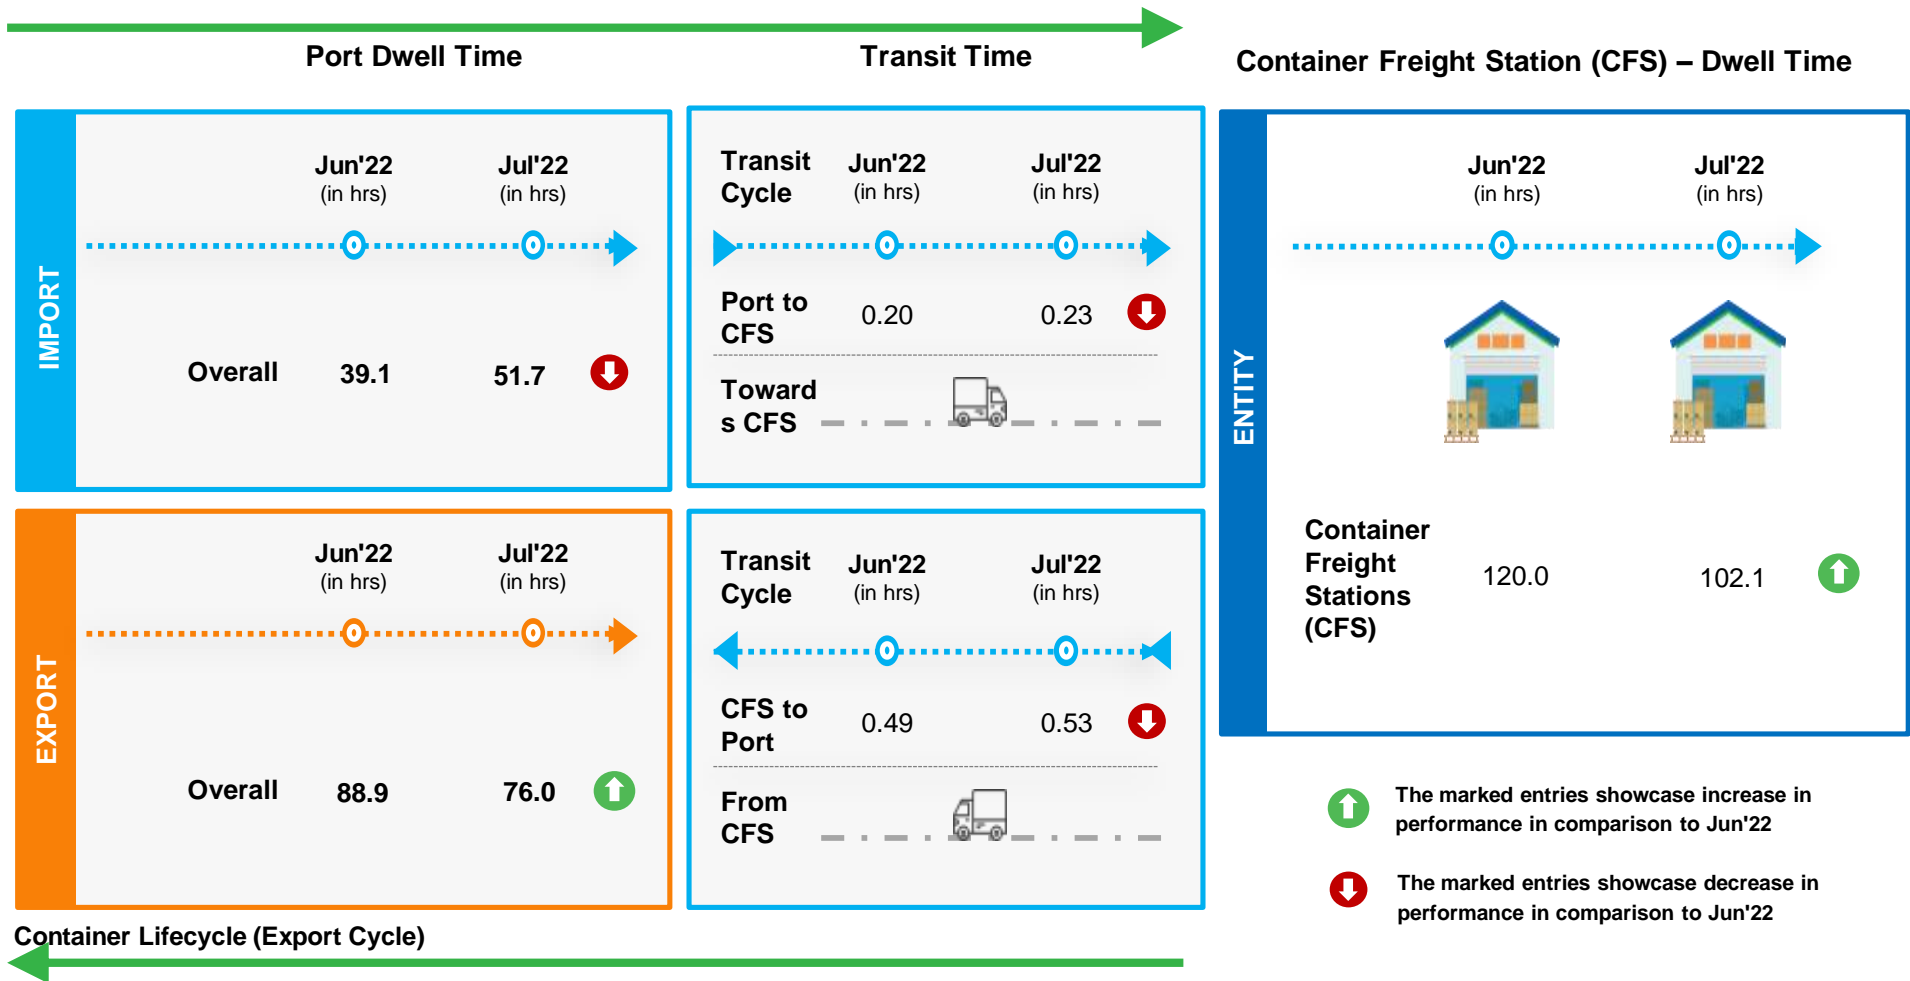 Port Dwell Time
Transit Time
Container Freight Station (CFS) – Dwell Time
IMPORT
Jun'22
(in hrs)
Jul'22
(in hrs)
Overall
39.1
51.7
Transit
Cycle
Jun'22
(in hrs)
Jul'22
(in hrs)
Port to
CFS
0.20
0.23
Toward
s CFS
EXPORT
Jun'22
(in hrs)
Jul'22
(in hrs)
Overall
88.9
76.0
Transit
Cycle
Jun'22
(in hrs)
Jul'22
(in hrs)
CFS to
Port
0.49
0.53
From
CFS
ENTITY
Jun'22
(in hrs)
Jul'22
(in hrs)
Container
Freight
Stations
(CFS)
120.0
102.1
The marked entries showcase increase in
performance in comparison to Jun'22
The marked entries showcase decrease in
performance in comparison to Jun'22
Container Lifecycle (Export Cycle)